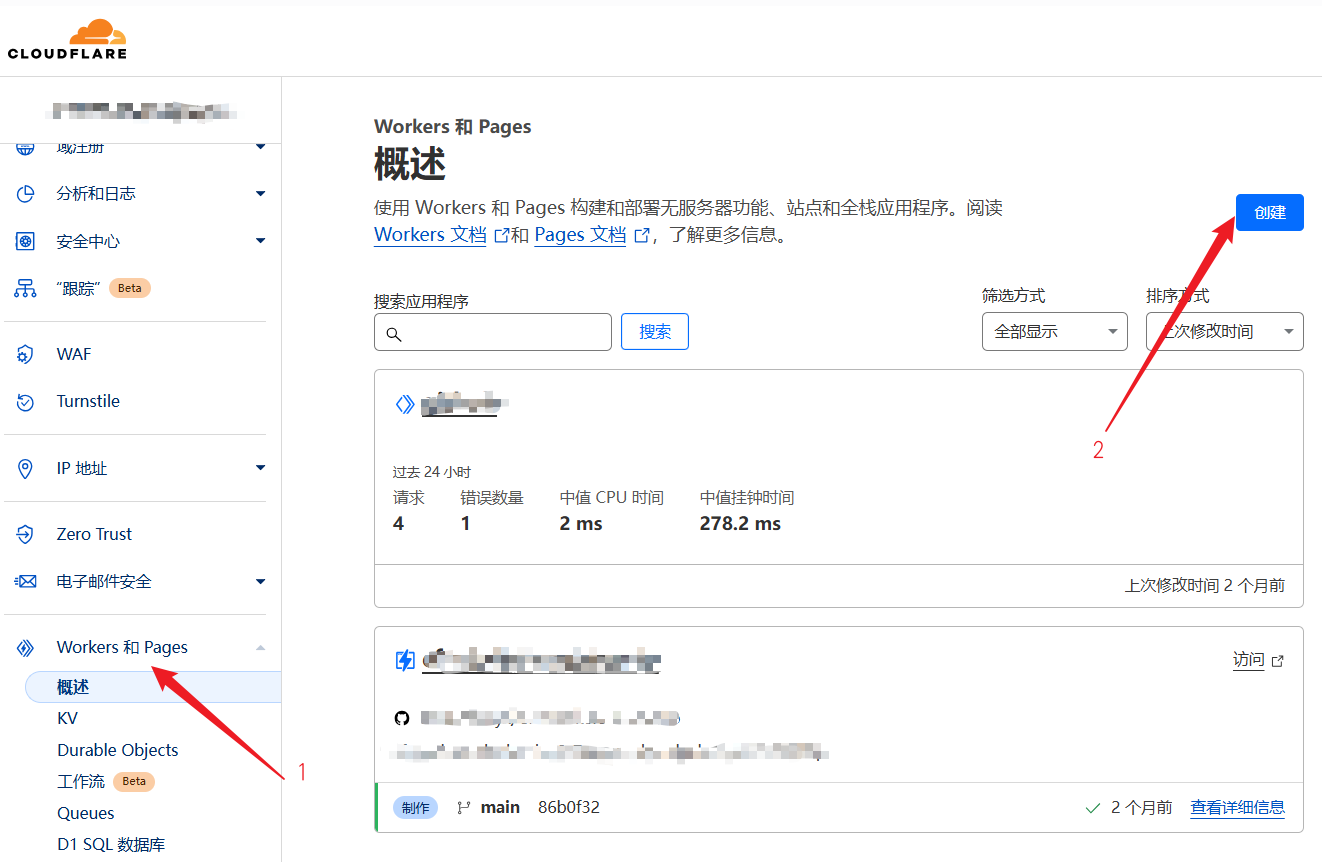 CLOUDFLARE
域注册
分析和日志
安全中心
“跟踪” Beta
WAF
Turnstile
IP 地址
Zero Trust
电子邮件安全
Workers 和 Pages
概述
KV
Durable Objects
工作流 Beta
Queues
D1 SQL 数据库
1
Workers 和 Pages
概述
使用 Workers 和 Pages 构建和部署无服务器功能、站点和全栈应用程序。阅读
Workers 文档 和 Pages 文档 ，了解更多信息。
创建
2
搜索应用程序
搜索
筛选方式
全部显示
排序方式
上次修改时间
过去 24 小时
请求 错误数量 中值 CPU 时间 中值挂钟时间
4 1 2 ms 278.2 ms
上次修改时间 2 个月前
访问
制作 main 86b0f32 2 个月前 查看详细信息